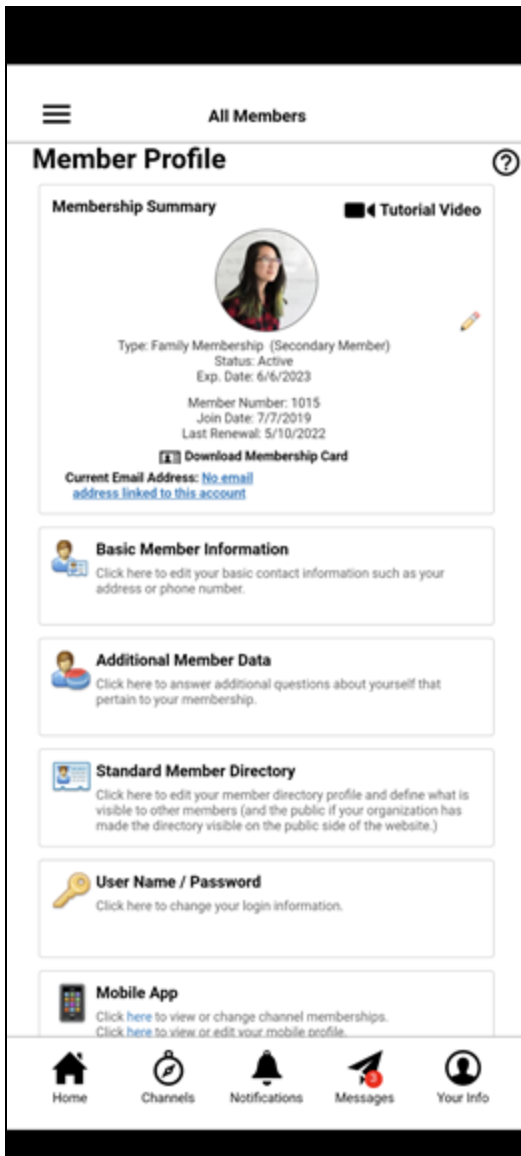 All Members
Member Profile
Membership Summary
Tutorial Video
Type: Family Membership (Secondary Member)
Status: Active
Exp. Date: 6/6/2023
Member Number: 1015
Join Date: 7/7/2019
Last Renewal: 5/10/2022
Download Membership Card
Current Email Address: No email
address linked to this account
Basic Member Information
Click here to edit your basic contact information such as your
address or phone number.
Additional Member Data
Click here to answer additional questions about yourself that
pertain to your membership.
Standard Member Directory
Click here to edit your member directory profile and define what is
visible to other members (and the public if your organization has
made the directory visible on the public side of the website.)
User Name / Password
Click here to change your login information.
Mobile App
Click here to view or change channel memberships.
Click here to view or edit your mobile profile.
3
Home
Channels
Notifications
Messages
Your Info